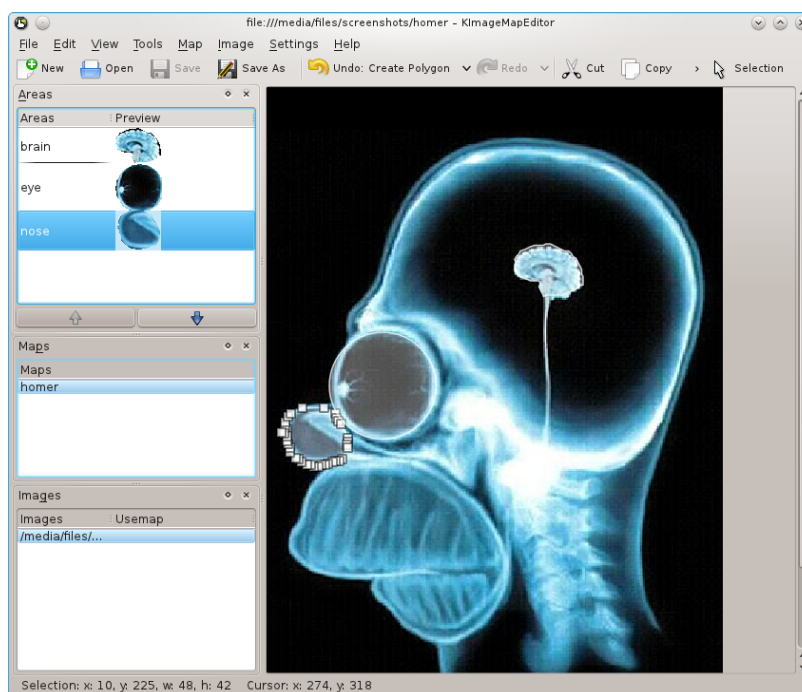 file:///media/files/screenshots/homer – KImageMapEditor
File Edit View Tools Map Image Settings Help
New Open Save Save As Undo: Create Polygon Redo Cut Copy › Selection
Areas
Areas Preview
brain
eye
nose
Maps
Maps
homer
Images
Images Usemap
/media/files/...
Selection: x: 10, y: 225, w: 48, h: 42 Cursor: x: 274, y: 318